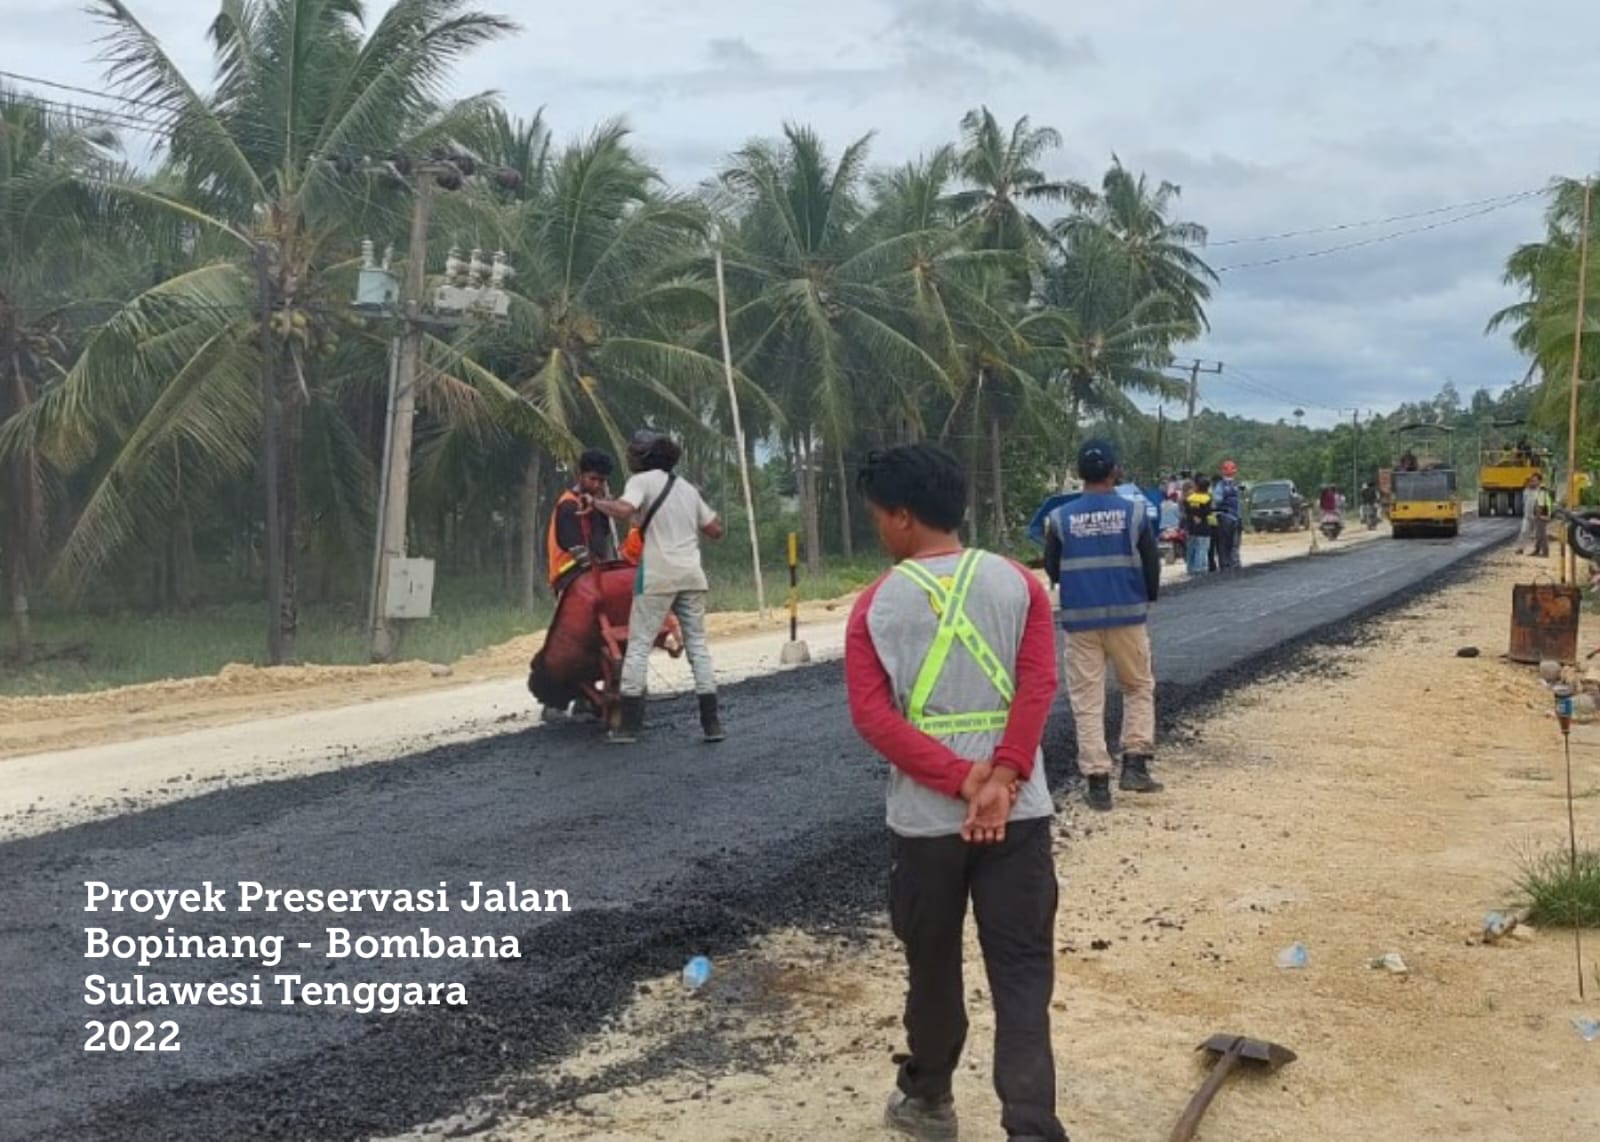 SUPERVISI
Proyek Preservasi Jalan
Bopinang - Bombana
Sulawesi Tenggara
2022